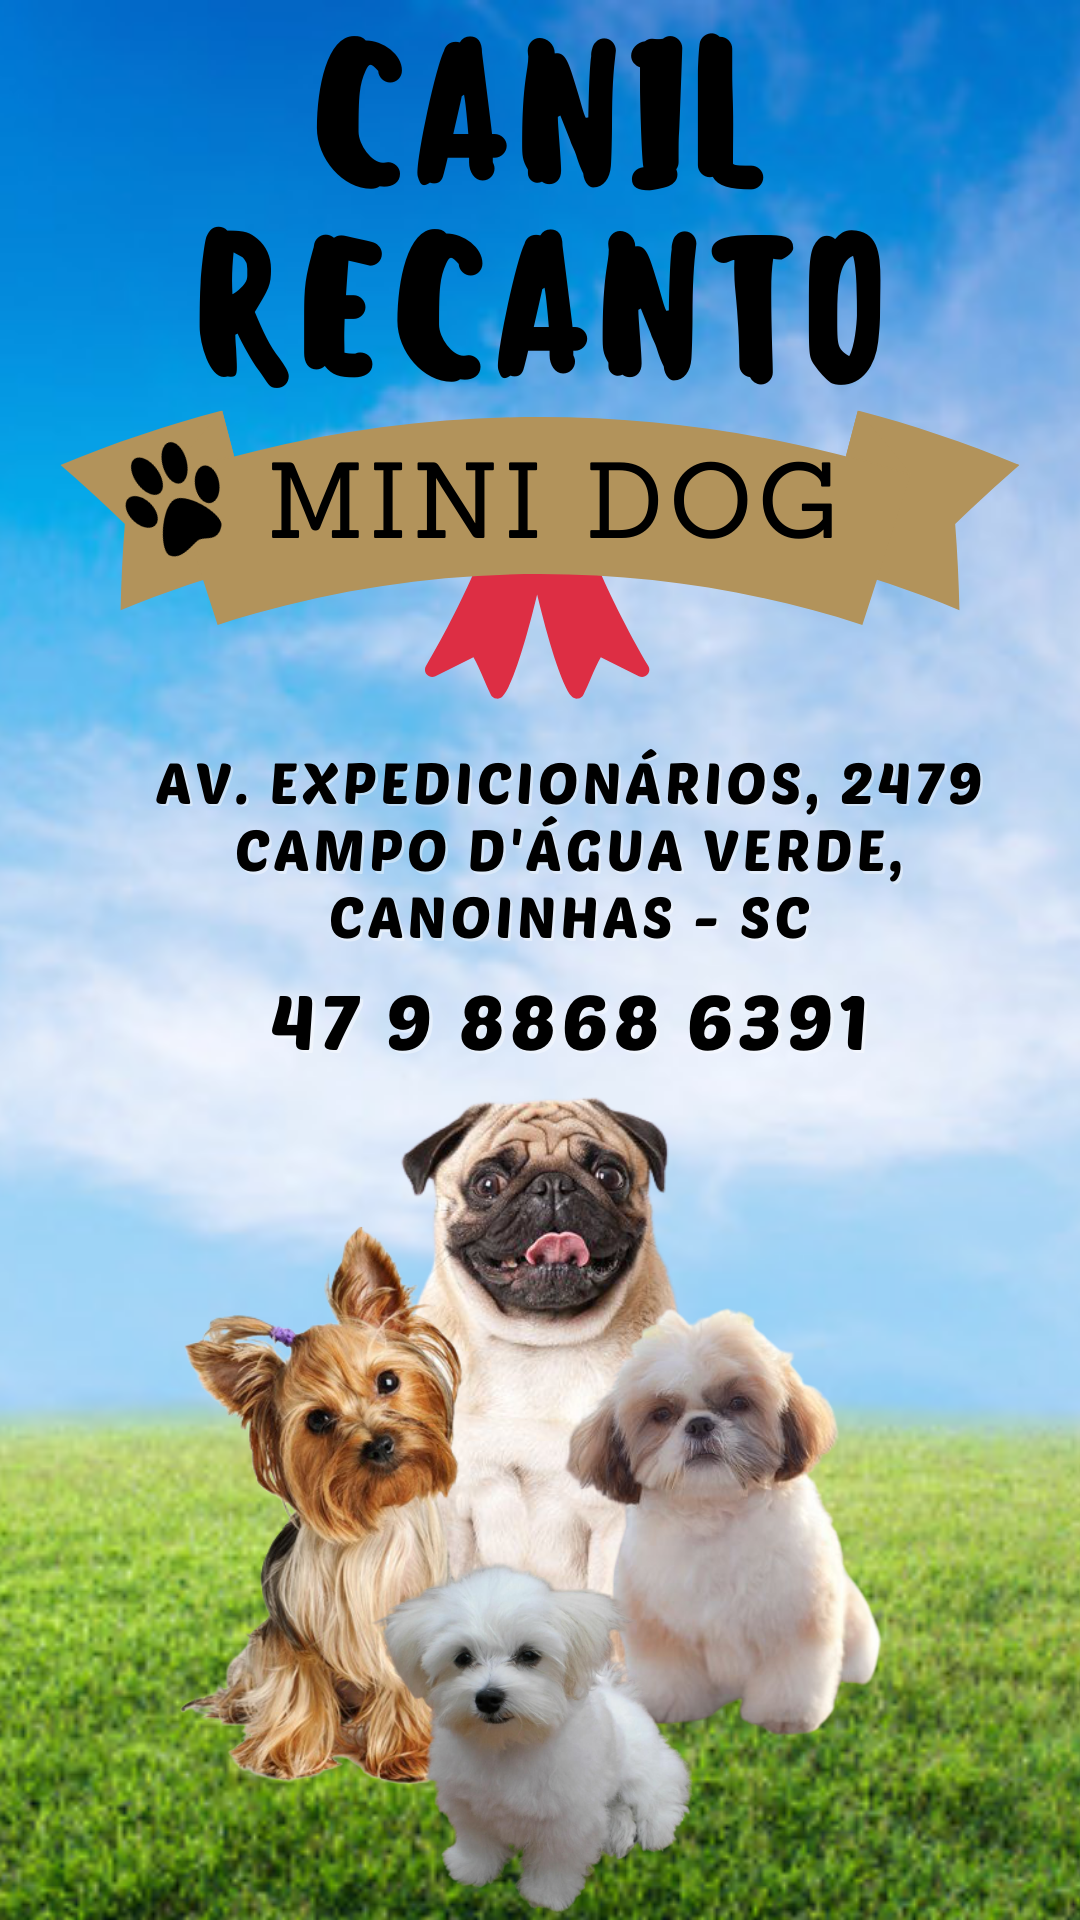 CANIL
RECANTO
MINI DOG
AV. EXPEDICIONÁRIOS, 2479
CAMPO D'ÁGUA VERDE,
CANOINHAS - SC
47 9 8868 6391